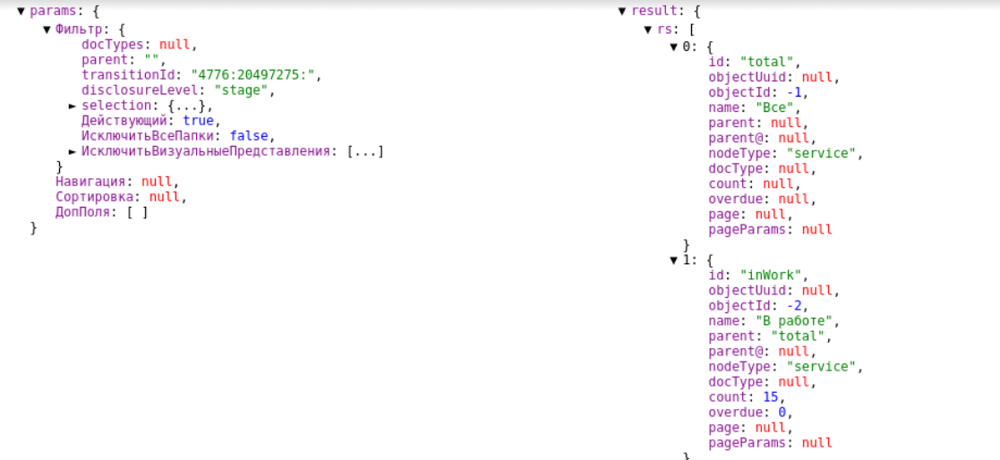 ▼ params: {
▼ Фильтр: {
docTypes: null,
parent: "",
transitionId: "4776:20497275:",
disclosureLevel: "stage",
► selection: {...},
Действующий: true,
ИсключитьВсеПапки: false,
► ИсключитьВизуальныеПредставления: [...]
}
Навигация: null,
Сортировка: null,
ДопПоля: [ ]
}
▼ result: {
▼ rs: [
▼ 0: {
id: "total",
objectUuid: null,
objectId: -1,
name: "Все",
parent: null,
parent@: null,
nodeType: "service",
docType: null,
count: null,
overdue: null,
page: null,
pageParams: null
}
▼ 1: {
id: "inWork",
objectUuid: null,
objectId: -2,
name: "В работе",
parent: "total",
parent@: null,
nodeType: "service",
docType: null,
count: 15,
overdue: 0,
page: null,
pageParams: null
}